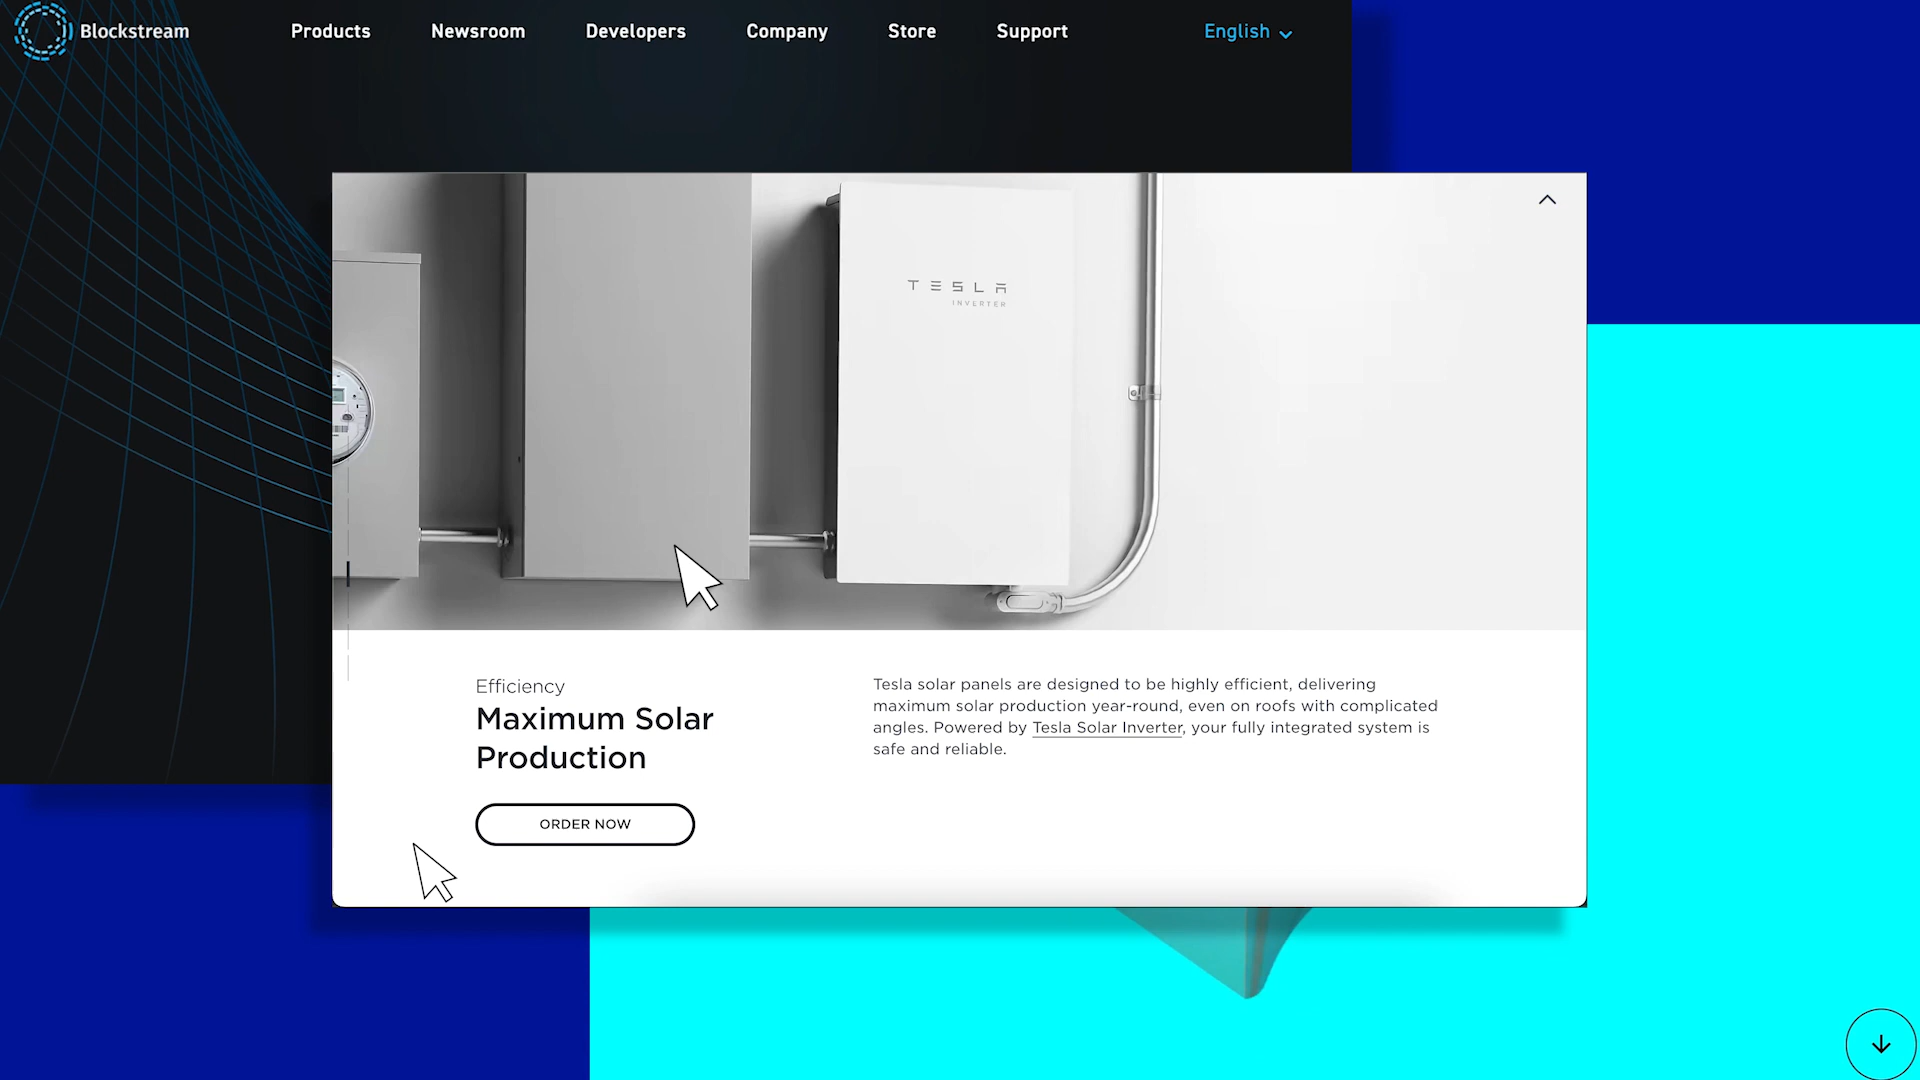 Blockstream
Products
Newsroom
Developers
Company
Store
Support
English
TESLA
INVERTER
Efficiency
Maximum Solar
Production
ORDER NOW
Tesla solar panels are designed to be highly efficient, delivering
maximum solar production year-round, even on roofs with complicated
angles. Powered by Tesla Solar Inverter, your fully integrated system is
safe and reliable.